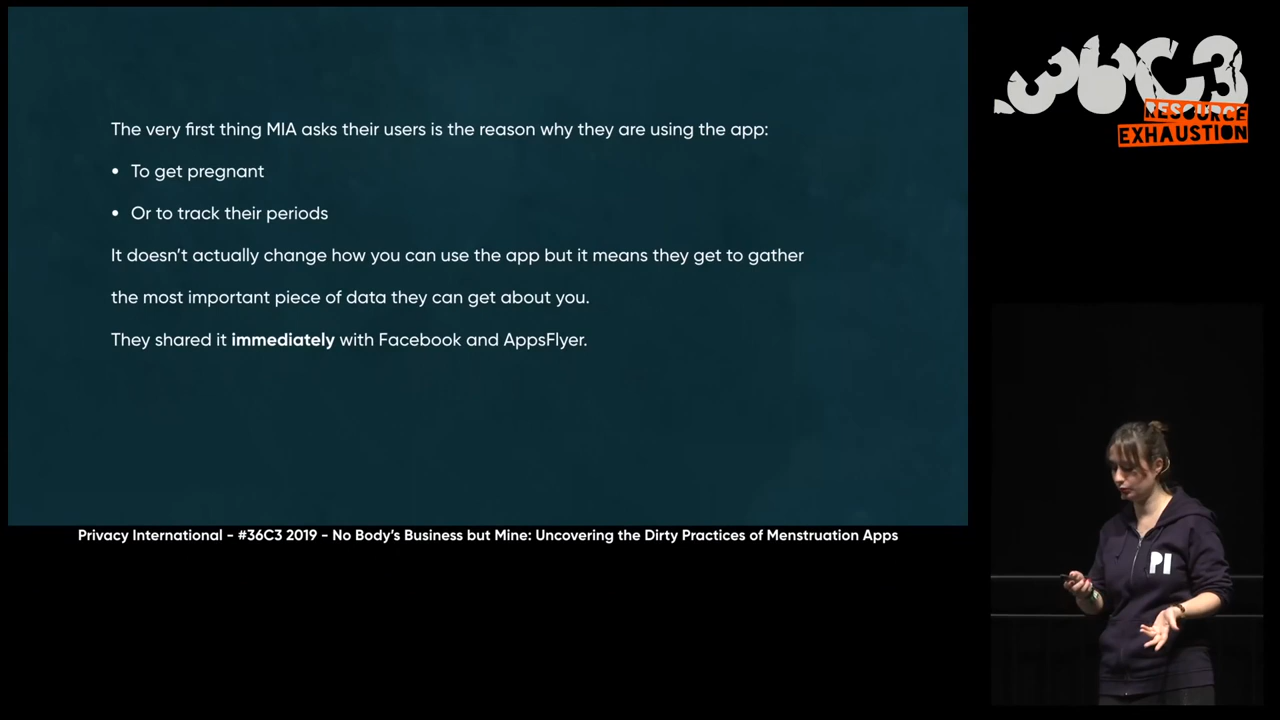 The very first thing MIA asks their users is the reason why they are using the app:
• To get pregnant
• Or to track their periods
It doesn't actually change how you can use the app but it means they get to gather
the most important piece of data they can get about you.
They shared it immediately with Facebook and AppsFlyer.
Privacy International - #36C3 2019 - No Body's Business but Mine: Uncovering the Dirty Practices of Menstruation Apps
36C3
RESOURCE
EXHAUSTION
PI